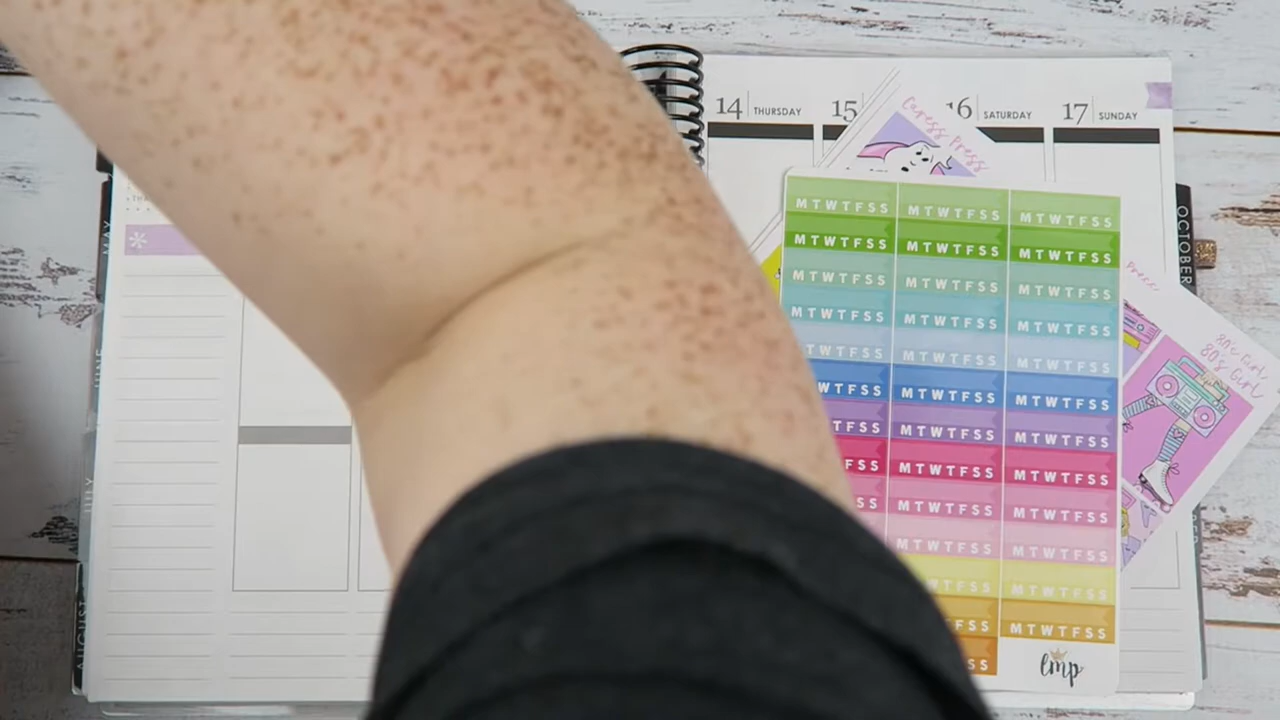 14 THURSDAY
15
16 SATURDAY
17 SUNDAY
Caress Press
MAY
*
OCTOBER
M T W T F S S M T W T F S S M T W T F S S
M T W T F S S M T W T F S S M T W T F S S
M T W T F S S M T W T F S S M T W T F S S
M T W T F S S M T W T F S S M T W T F S S
T W T F S S M T W T F S S M T W T F S S
W T F S S M T W T F S S M T W T F S S
T F S S M T W T F S S M T W T F S S
F S S M T W T F S S M T W T F S S
S S M T W T F S S M T W T F S S
M T W T F S S M T W T F S S
W T F S S M T W T F S S
F S S M T W T F S S
S
lmp
Press
80's Girl
80's Girl
JUNE
JULY
AUGUST